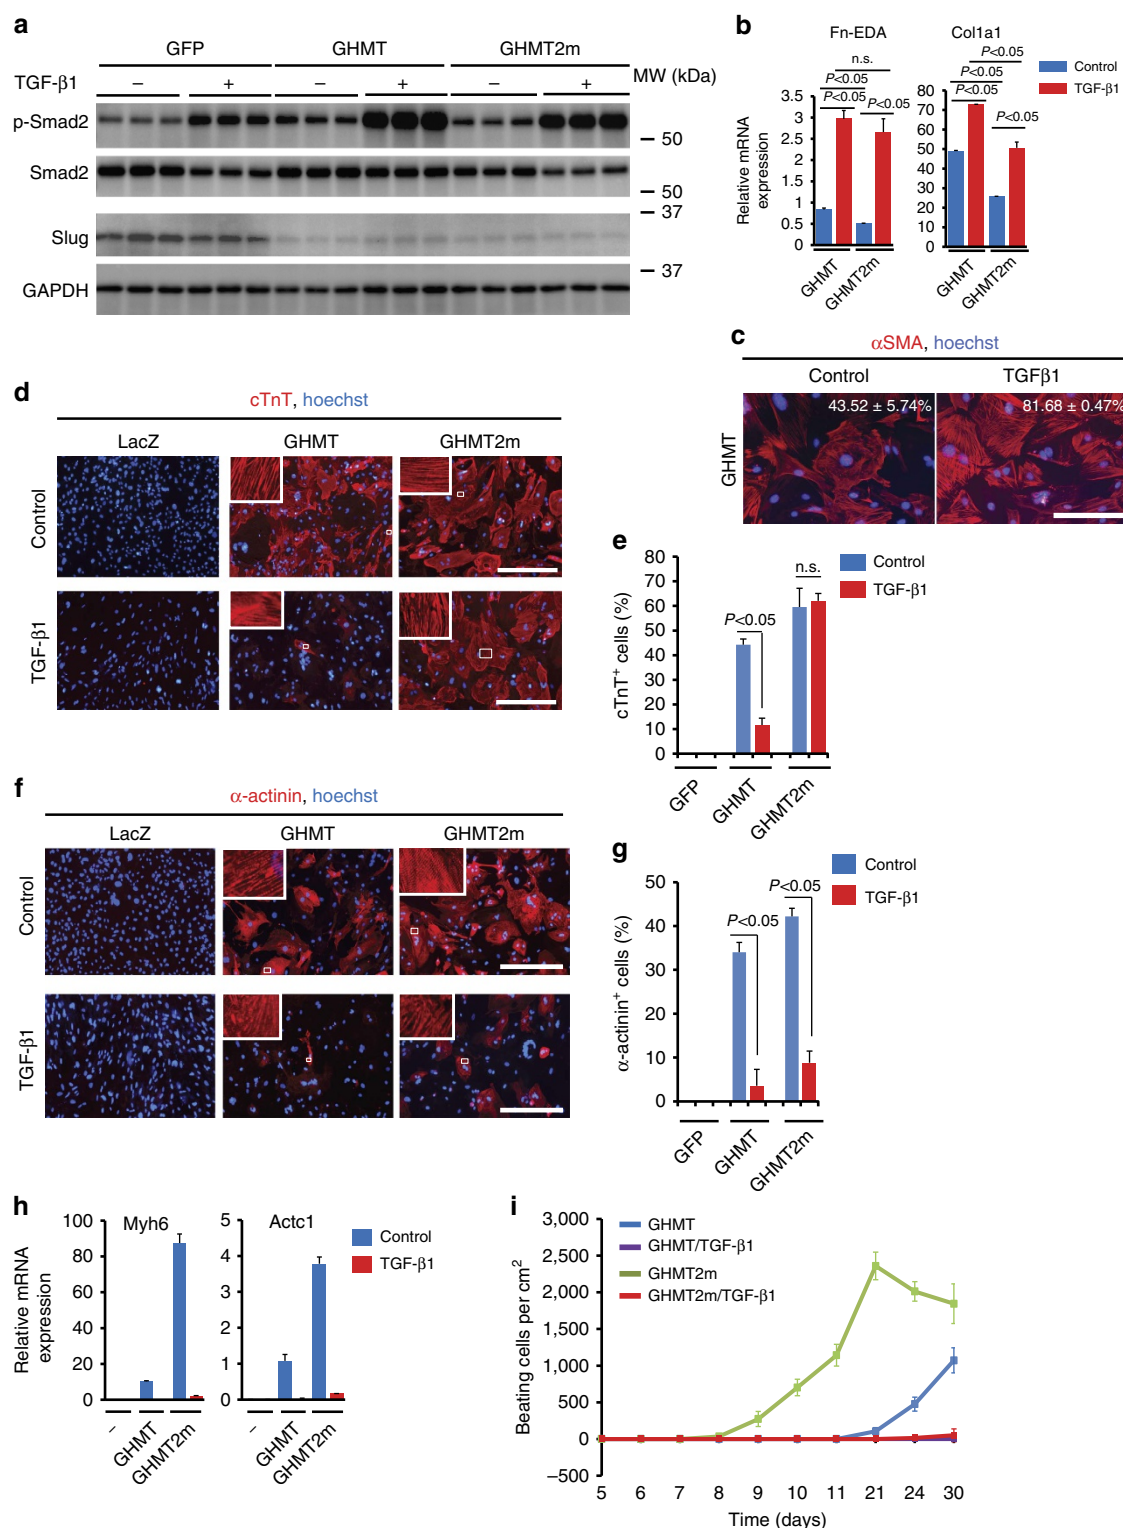 a
GFP GHMT GHMT2m
TGF-β1 − + − + − + MW (kDa)
p-Smad2
50
Smad2
50
37
Slug
37
GAPDH
b
Fn-EDA Col1a1
Control
TGF-β1
n.s.
P<0.05
P<0.05
P<0.05
P<0.05
P<0.05
P<0.05
P<0.05
Relative mRNA expression
3.5
3
2.5
2
1.5
1
0.5
0
80
70
60
50
40
30
20
10
0
GHMT GHMT2m GHMT GHMT2m
c
αSMA, hoechst
Control TGFβ1
GHMT
43.52 ± 5.74% 81.68 ± 0.47%
d
cTnT, hoechst
LacZ GHMT GHMT2m
Control
TGF-β1
e
Control
TGF-β1
n.s.
P<0.05
cTnT+ cells (%)
80
70
60
50
40
30
20
10
0
GFP GHMT GHMT2m
f
α-actinin, hoechst
LacZ GHMT GHMT2m
Control
TGF-β1
g
Control
TGF-β1
P<0.05
P<0.05
α-actinin+ cells (%)
50
40
30
20
10
0
GFP GHMT GHMT2m
h
Myh6 Actc1
Control
TGF-β1
Relative mRNA expression
100
80
60
40
20
0
5
4
3
2
1
0
– GHMT GHMT2m – GHMT GHMT2m
i
GHMT
GHMT/TGF-β1
GHMT2m
GHMT2m/TGF-β1
Beating cells per cm2
3,000
2,500
2,000
1,500
1,000
500
0
−500
5 6 7 8 9 10 11 21 24 30
Time (days)